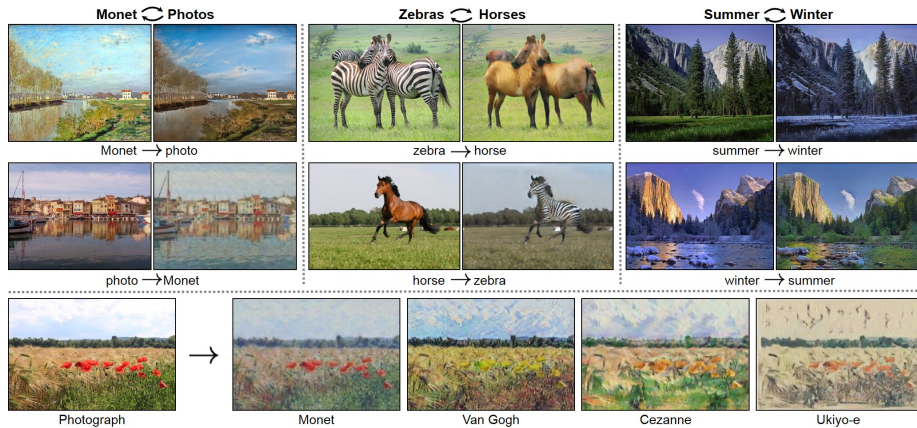 Monet Photos
Zebras Horses
Summer Winter
Monet → photo
zebra → horse
summer → winter
photo → Monet
horse → zebra
winter → summer
Photograph
Monet
Van Gogh
Cezanne
Ukiyo-e